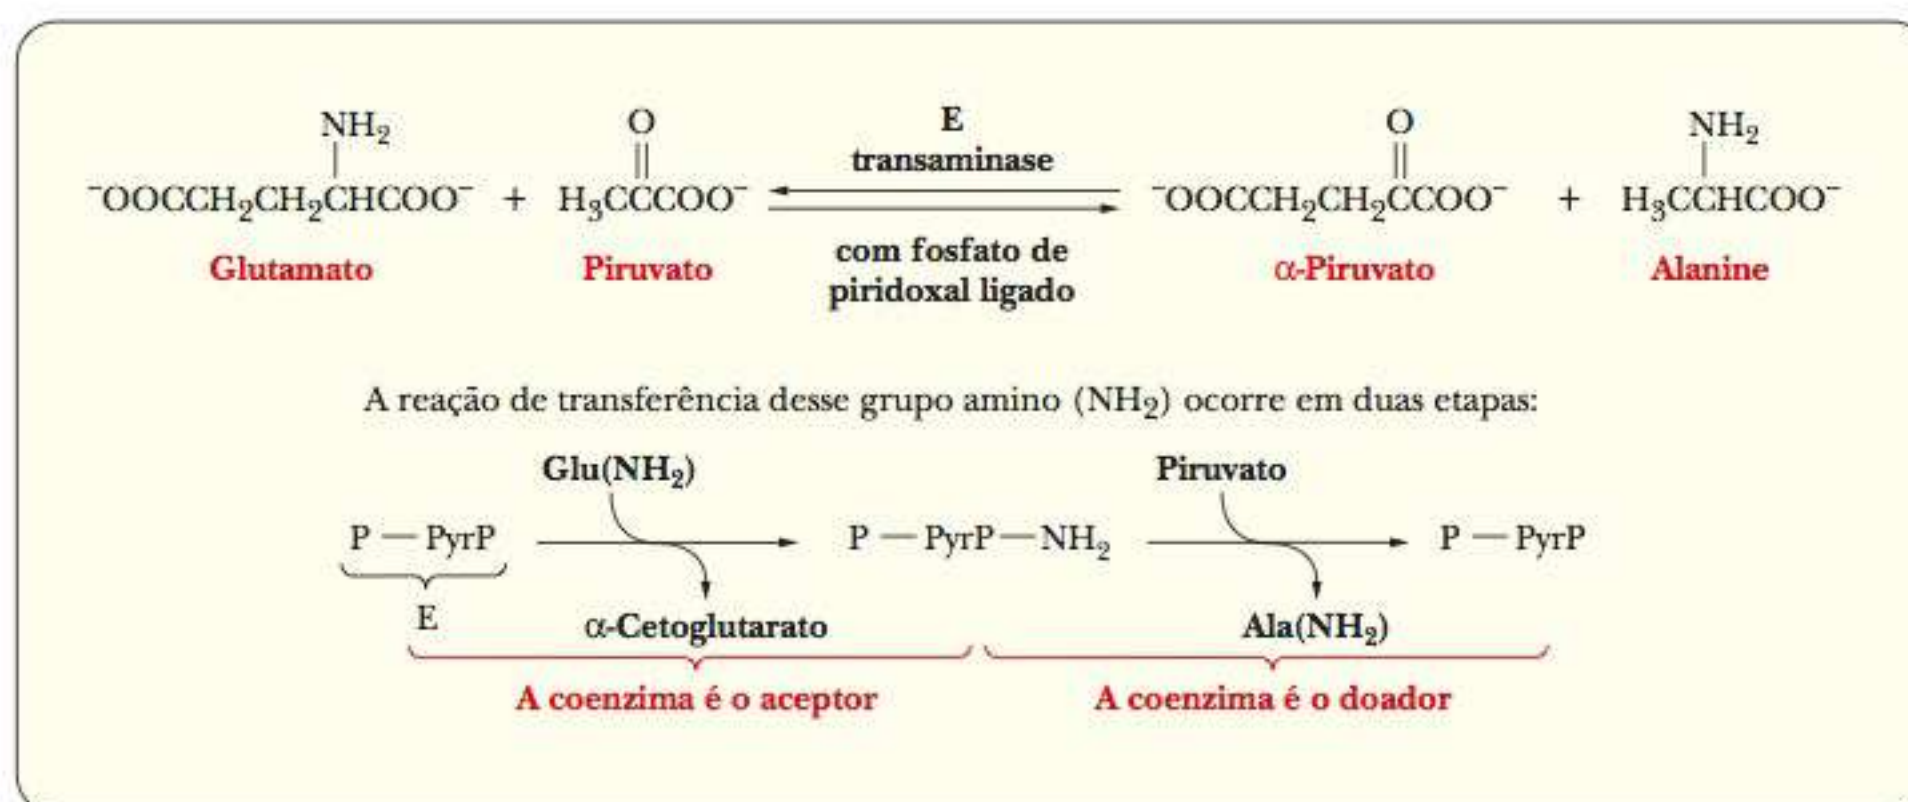 NH₂ O E O NH₂
transaminase
⁻OOCCH₂CH₂CHCOO⁻ + H₃CCCOO⁻ ⁻OOCCH₂CH₂CCOO⁻ + H₃CCHCOO⁻
Glutamato Piruvato com fosfato de piridoxal ligado α-Piruvato Alanine
A reação de transferência desse grupo amino (NH₂) ocorre em duas etapas:
Glu(NH₂) Piruvato
P — PyrP P — PyrP — NH₂ P — PyrP
E α-Cetoglutarato Ala(NH₂)
A coenzima é o aceptor A coenzima é o doador